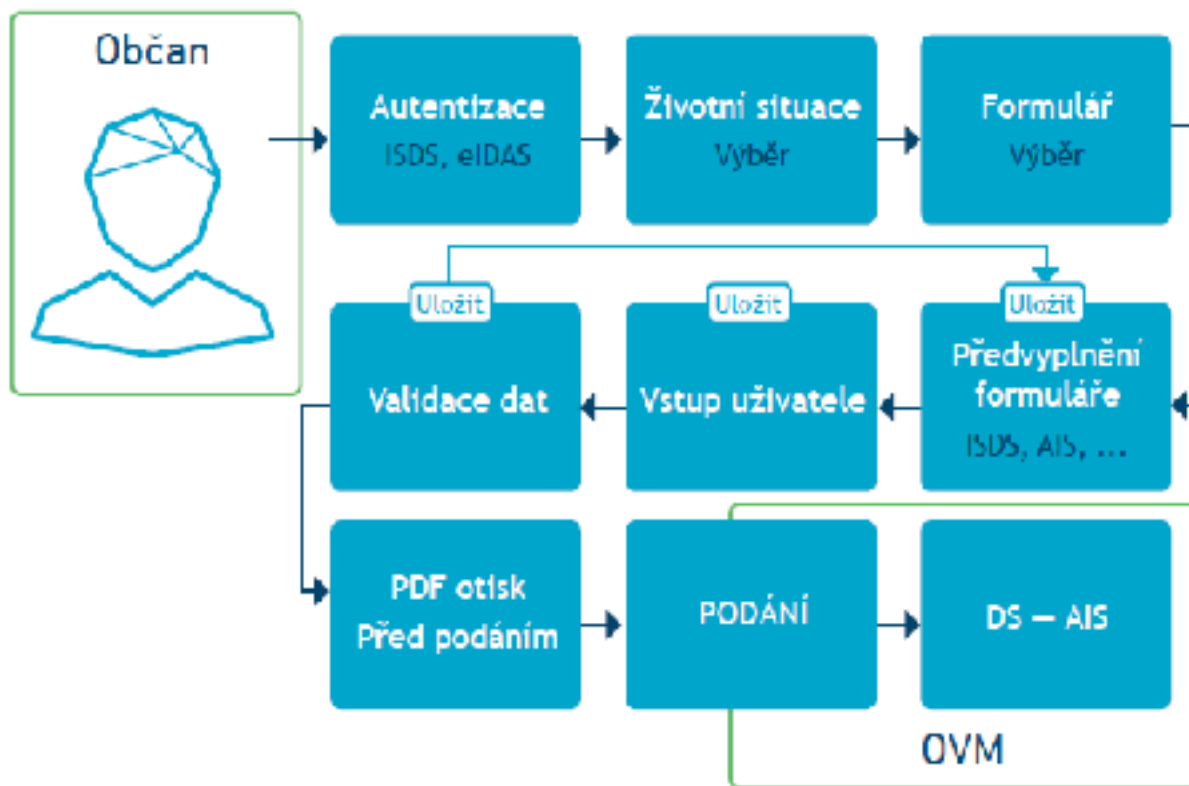 Občan
Autentizace
ISDS, eIDAS
Životní situace
Výběr
Formulář
Výběr
Uložit
Validace dat
Uložit
Vstup uživatele
Uložit
Předvyplnění
formuláře
ISDS, AIS, ...
PDF otisk
Před podáním
PODÁNÍ
DS — AIS
OVM